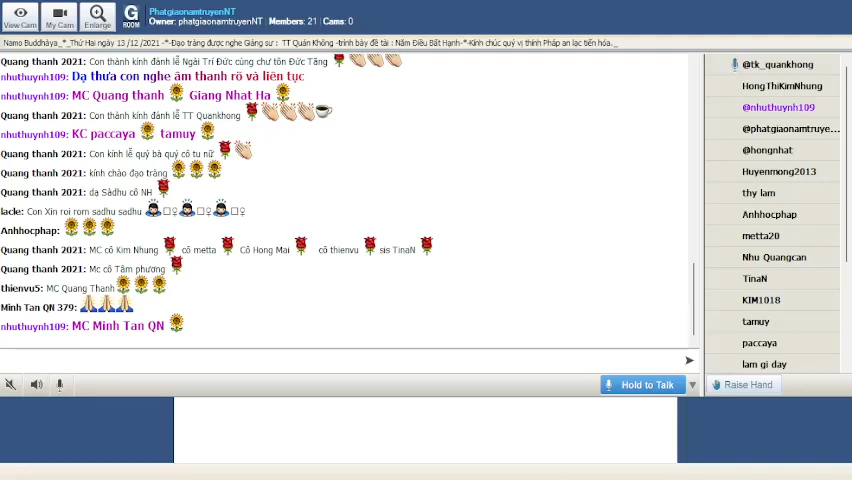 View Cam
My Cam
Enlarge
G
ROOM
PhatgiaonamtruyenNT
Owner: phatgiaonamtruyenNT | Members: 21 | Cams: 0
Namo Buddhàya_*_Thứ Hai ngày 13 /12 /2021 -*-Đạo tràng được nghe Giảng sư : TT Quán Không -trình bày đề tài : Năm Điều Bất Hạnh-*-Kính chúc quý vị thính Pháp an lạc tiến hóa._
Quang thanh 2021: Con thành kính đảnh lễ Ngài Trí Đức cùng chư tôn Đức Tăng
nhuthuynh109: Dạ thưa con nghe âm thanh rõ và liên tục
nhuthuynh109: MC Quang thanh Giang Nhat Ha
Quang thanh 2021: Con thành kính đảnh lễ TT Quankhong
nhuthuynh109: KC paccaya tamuy
Quang thanh 2021: Con kính lễ quý bà quý cô tu nữ
Quang thanh 2021: kính chào đạo tràng
Quang thanh 2021: dạ Sàdhu cô NH
lacle: Con Xin roi rom sadhu sadhu
Anhhocphap:
Quang thanh 2021: MC cô Kim Nhung cô metta Cô Hong Mai cô thienvu sis TinaN
Quang thanh 2021: Mc cô Tâm phương
thienvu5: MC Quang Thanh
Minh Tan QN 379:
nhuthuynh109: MC Minh Tan QN
Hold to Talk
@tk_quankhong
HongThiKimNhung
@nhuthuynh109
@phatgiaonamtruye...
@hongnhat
Huyenmong2013
thy lam
Anhhocphap
metta20
Nhu Quangcan
TinaN
KIM1018
tamuy
paccaya
lam gi day
Raise Hand